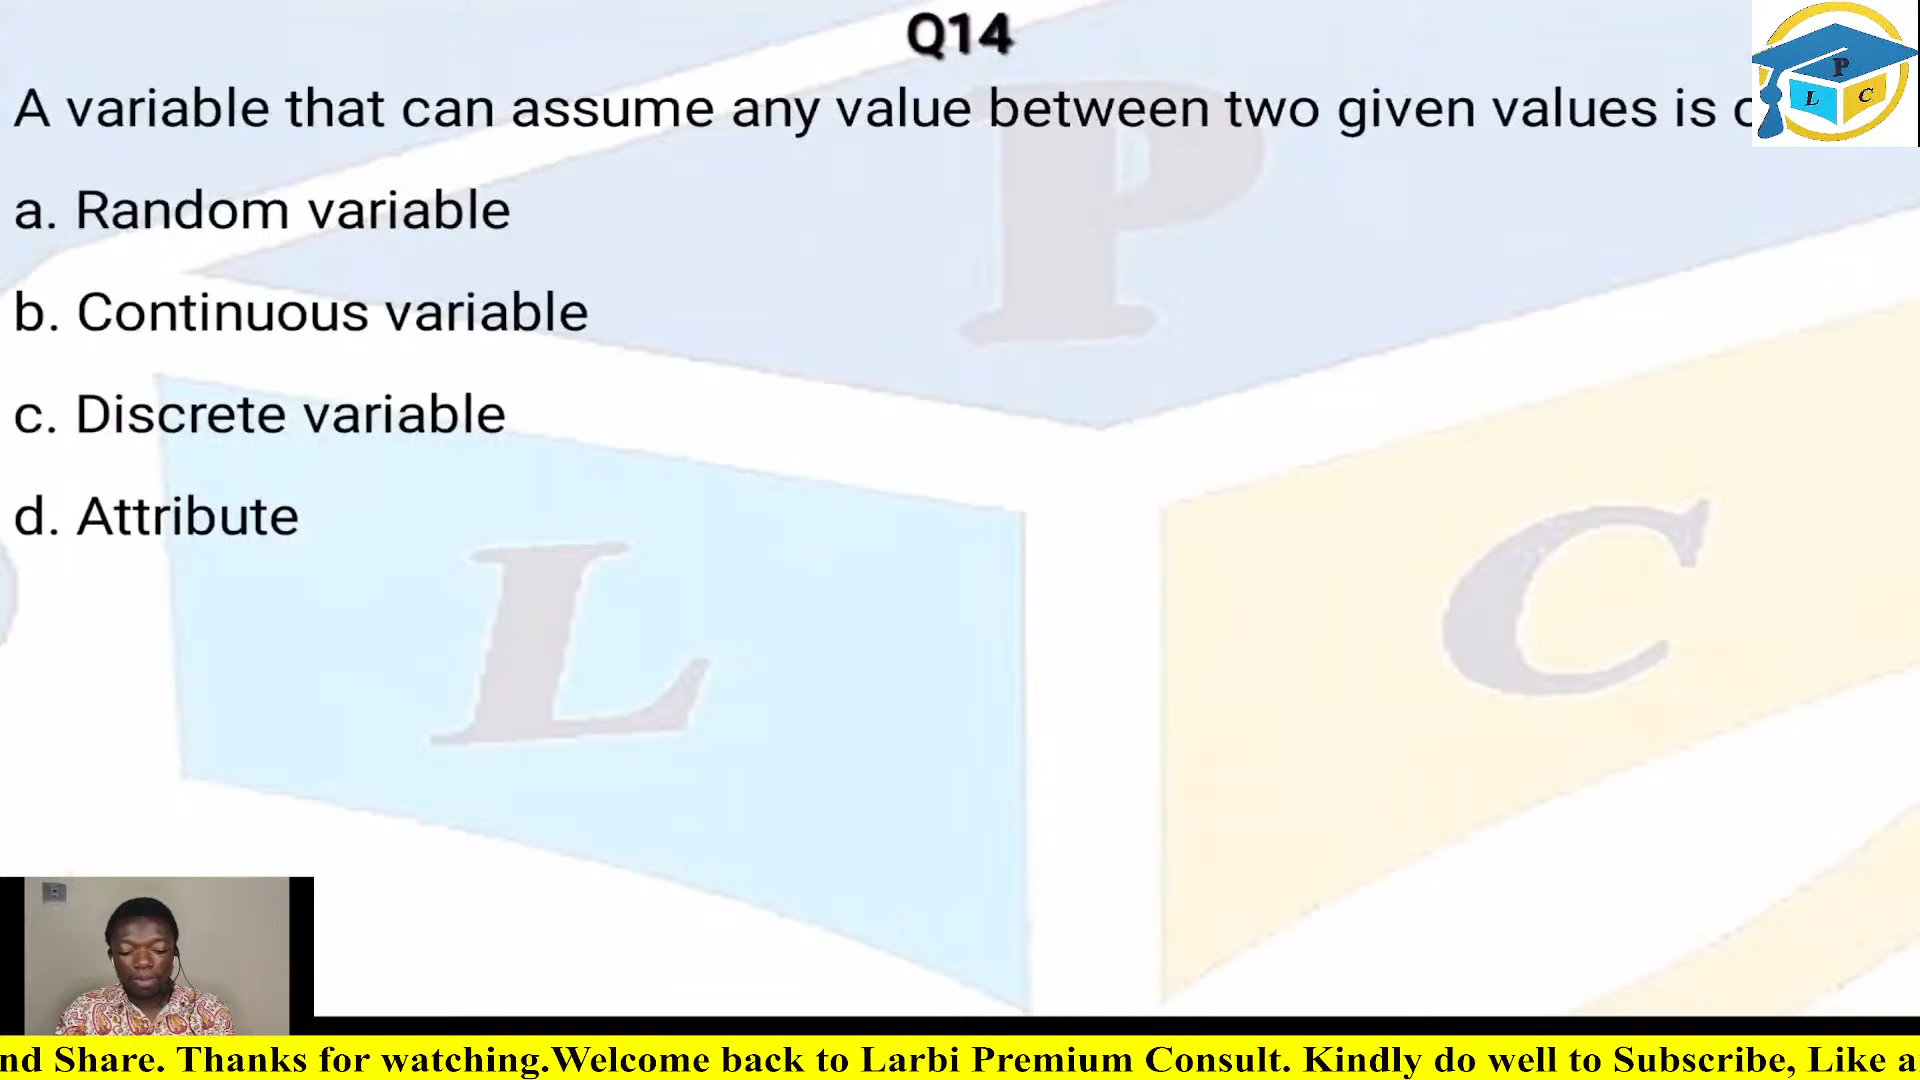 Q14
A variable that can assume any value between two given values is
a. Random variable
b. Continuous variable
c. Discrete variable
d. Attribute
P
L
C
P
L
C
nd Share. Thanks for watching.Welcome back to Larbi Premium Consult. Kindly do well to Subscribe, Like a